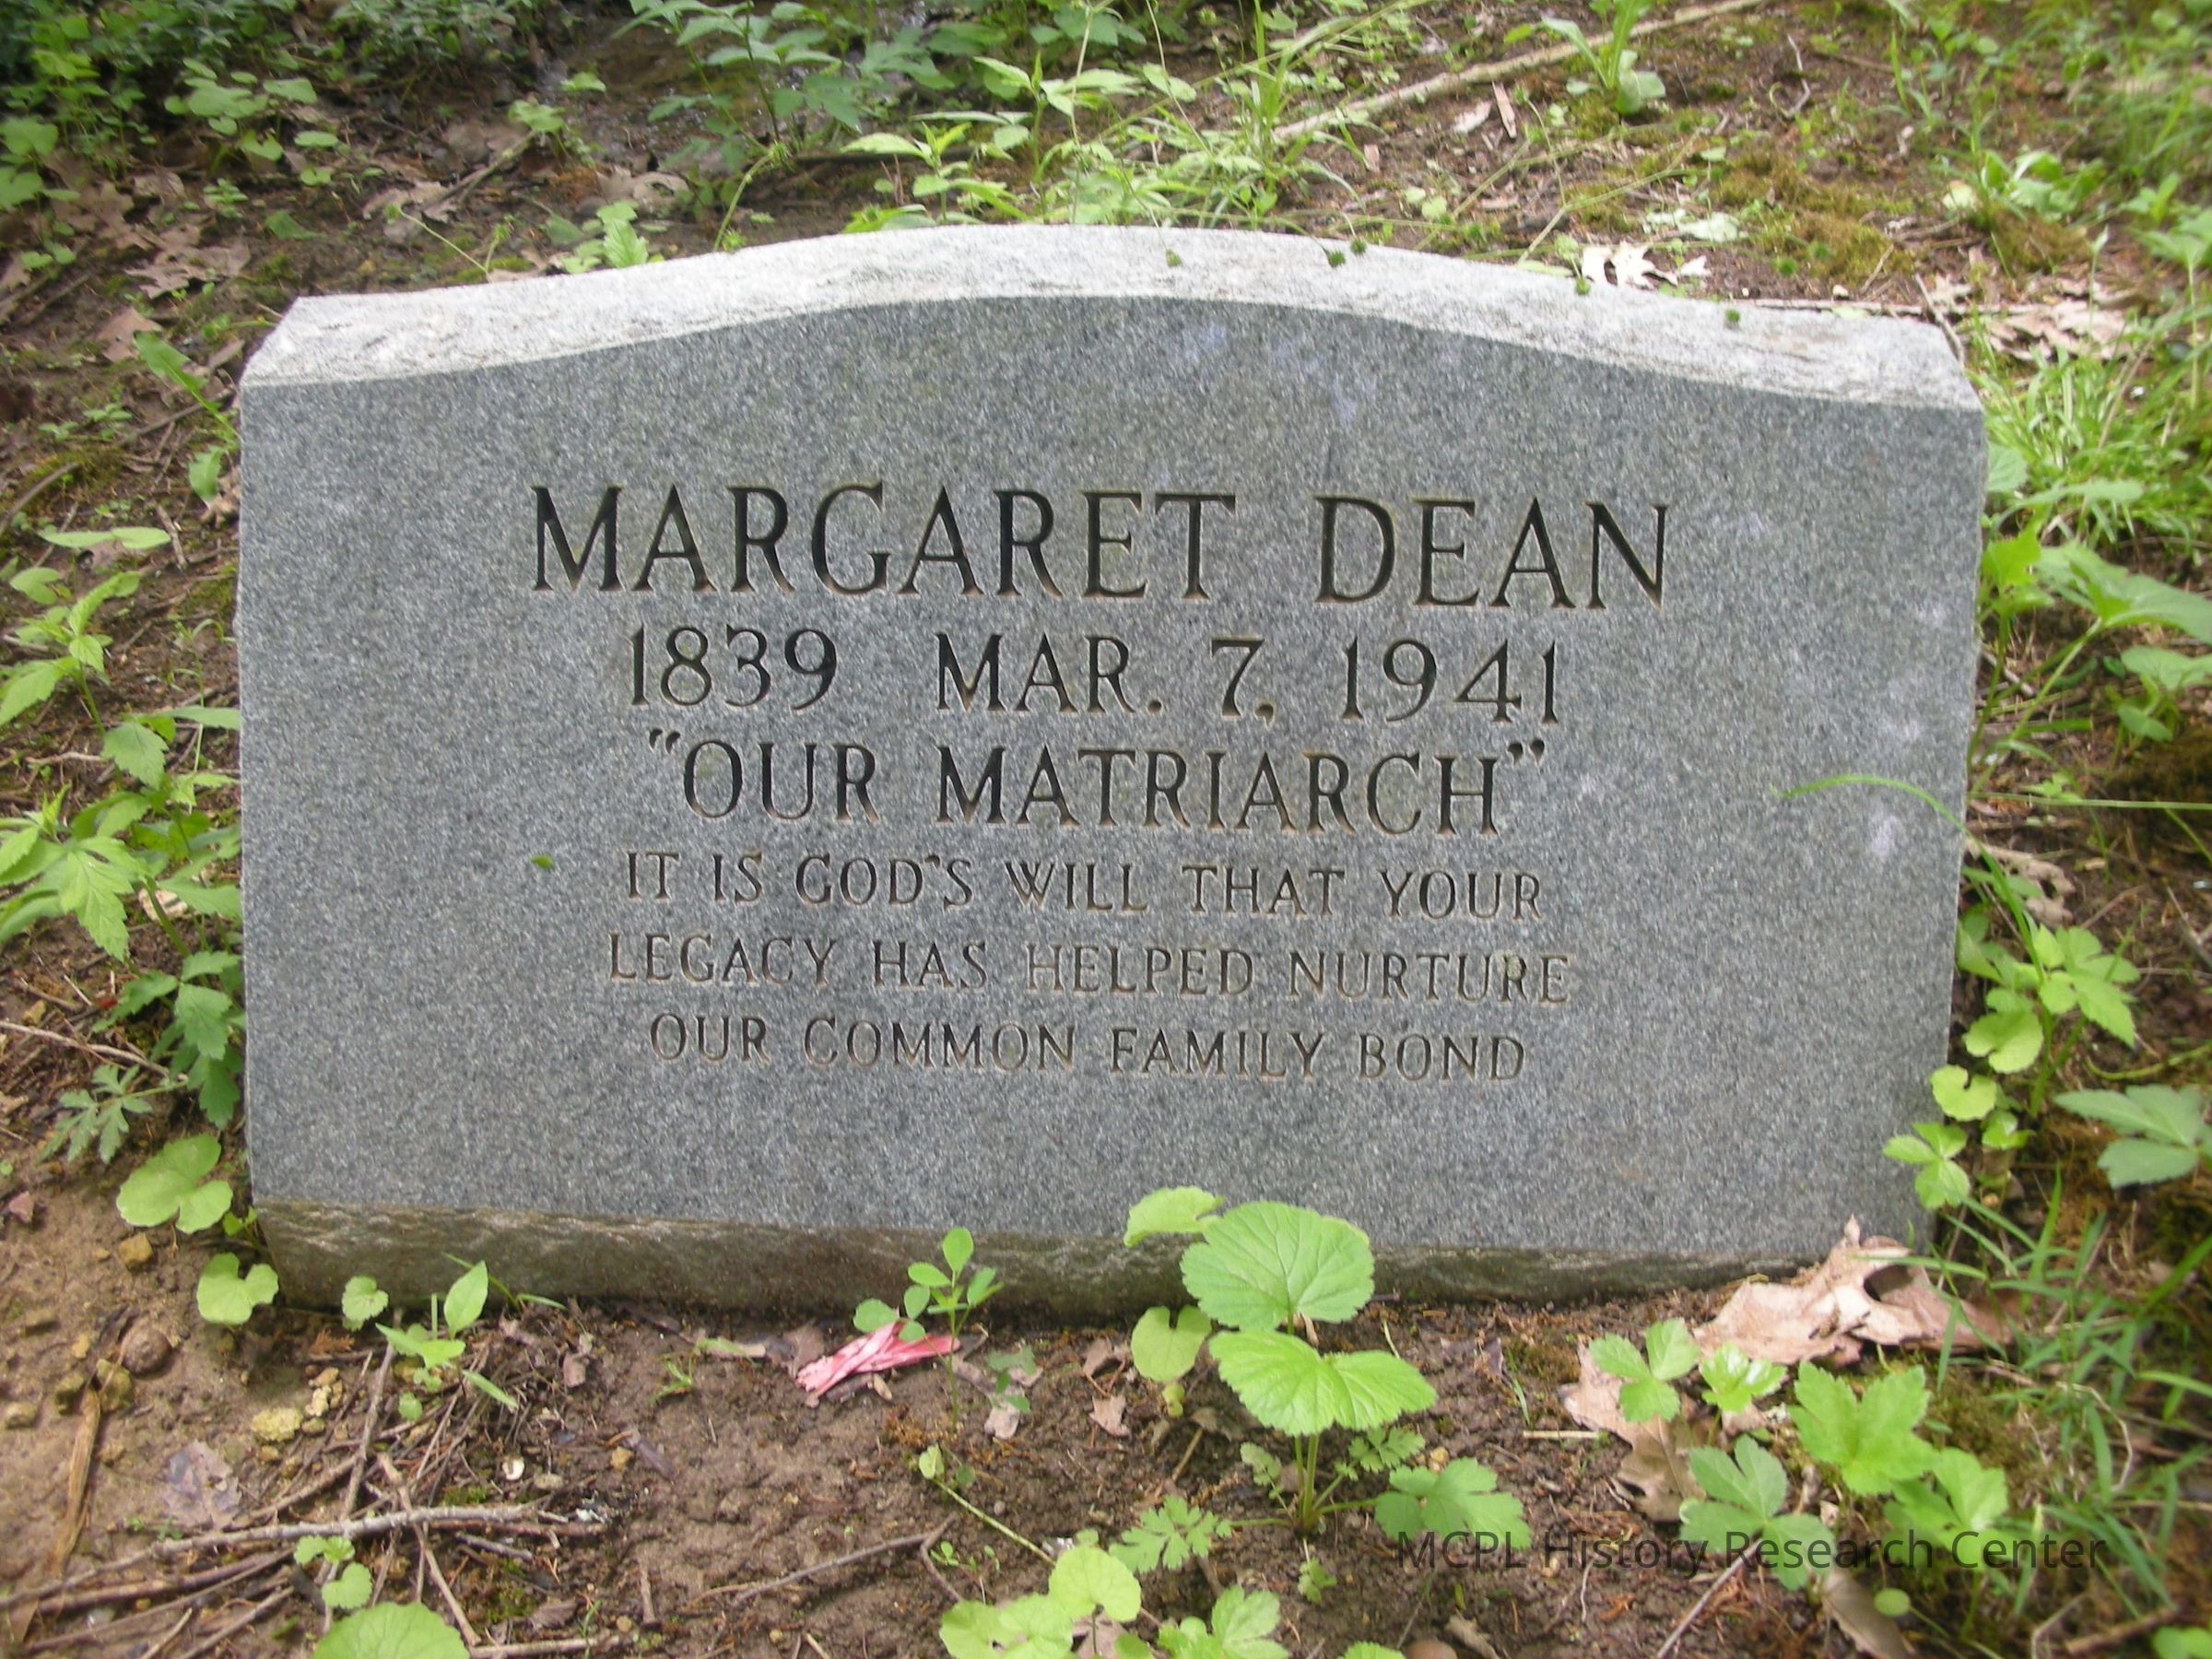 MARGARET DEAN
1839 MAR. 7, 1941
"OUR MATRIARCH"
IT IS GOD'S WILL THAT YOUR
LEGACY HAS HELPED NURTURE
OUR COMMON FAMILY BOND
MCPL History Research Center